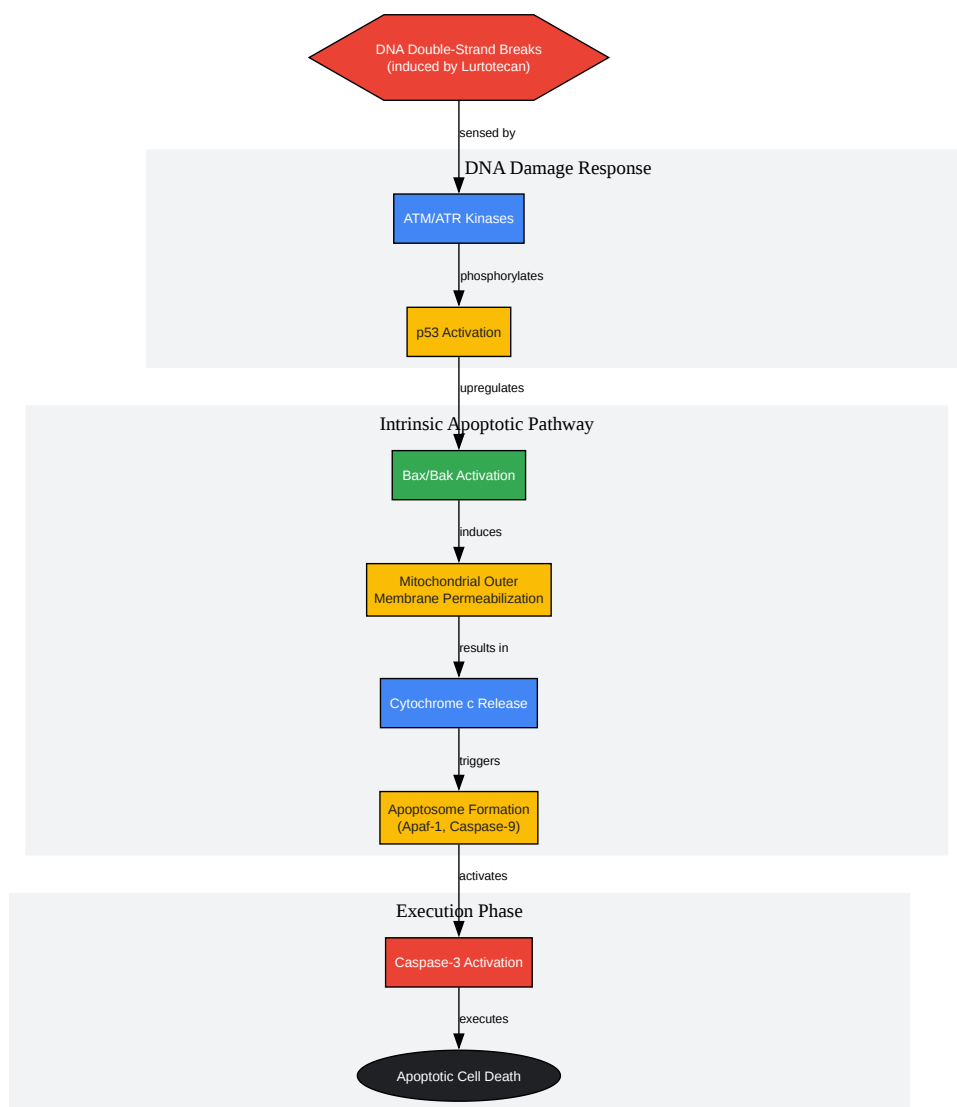 DNA Double-Strand Breaks
(induced by Lurtotecan)
sensed by
DNA Damage Response
ATM/ATR Kinases
phosphorylates
p53 Activation
upregulates
Intrinsic Apoptotic Pathway
Bax/Bak Activation
induces
Mitochondrial Outer
Membrane Permeabilization
results in
Cytochrome c Release
triggers
Apoptosome Formation
(Apaf-1, Caspase-9)
activates
Execution Phase
Caspase-3 Activation
executes
Apoptotic Cell Death